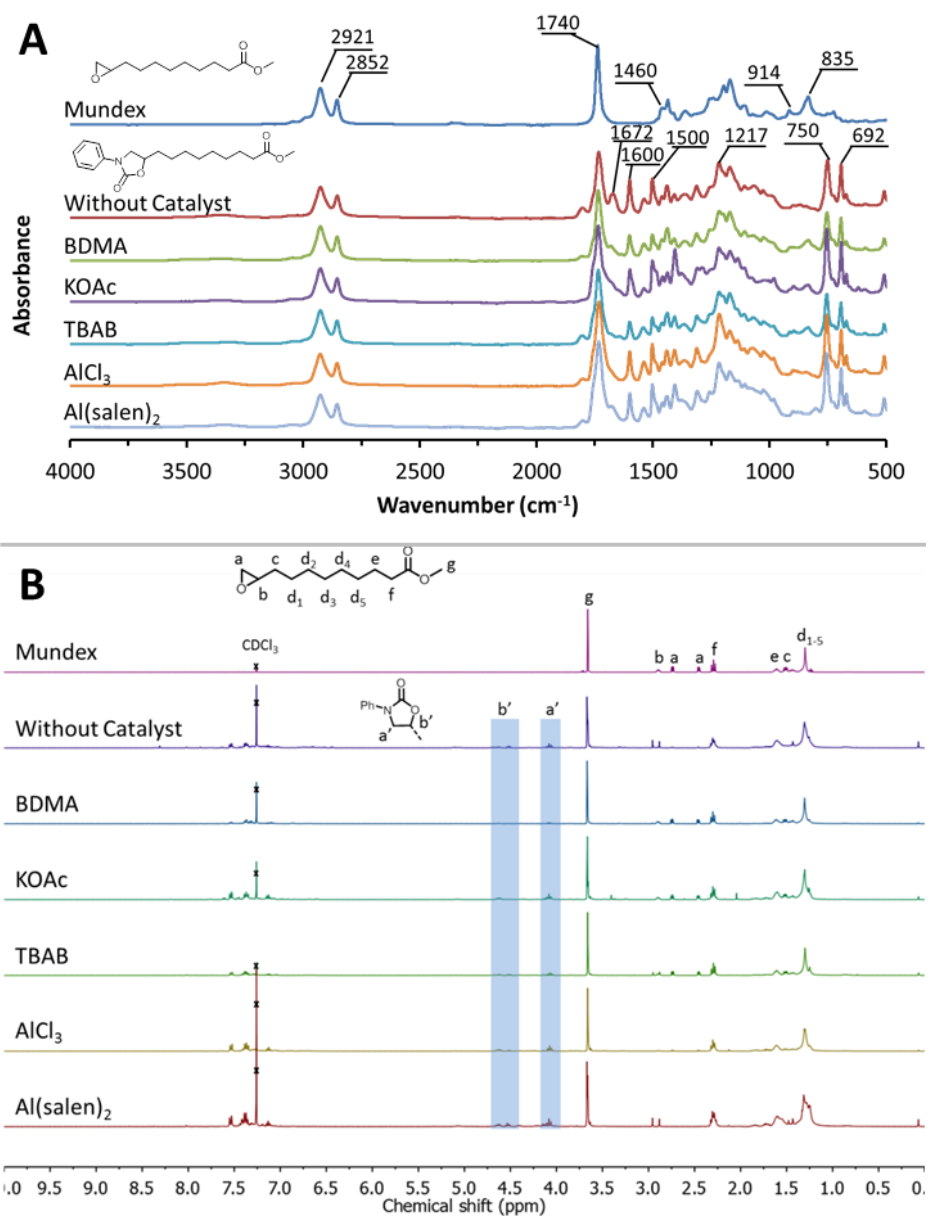 A
O
O
O
2921
2852
1740
1460
914
835
Mundex
N
O
O
O
O
1672
1600
1500
1217
750
692
Without Catalyst
BDMA
KOAc
TBAB
AlCl3
Al(salen)2
Absorbance
4000 3500 3000 2500 2000 1500 1000 500
Wavenumber (cm-1)
B
a c d2 d4 e O g
O b d1 d3 d5 f O
Mundex
CDCl3
g
b a a f e c d1-5
Without Catalyst
O
Ph N O
a' b'
b' a'
BDMA
KOAc
TBAB
AlCl3
Al(salen)2
.0 9.5 9.0 8.5 8.0 7.5 7.0 6.5 6.0 5.5 5.0 4.5 4.0 3.5 3.0 2.5 2.0 1.5 1.0 0.5 0.
Chemical shift (ppm)